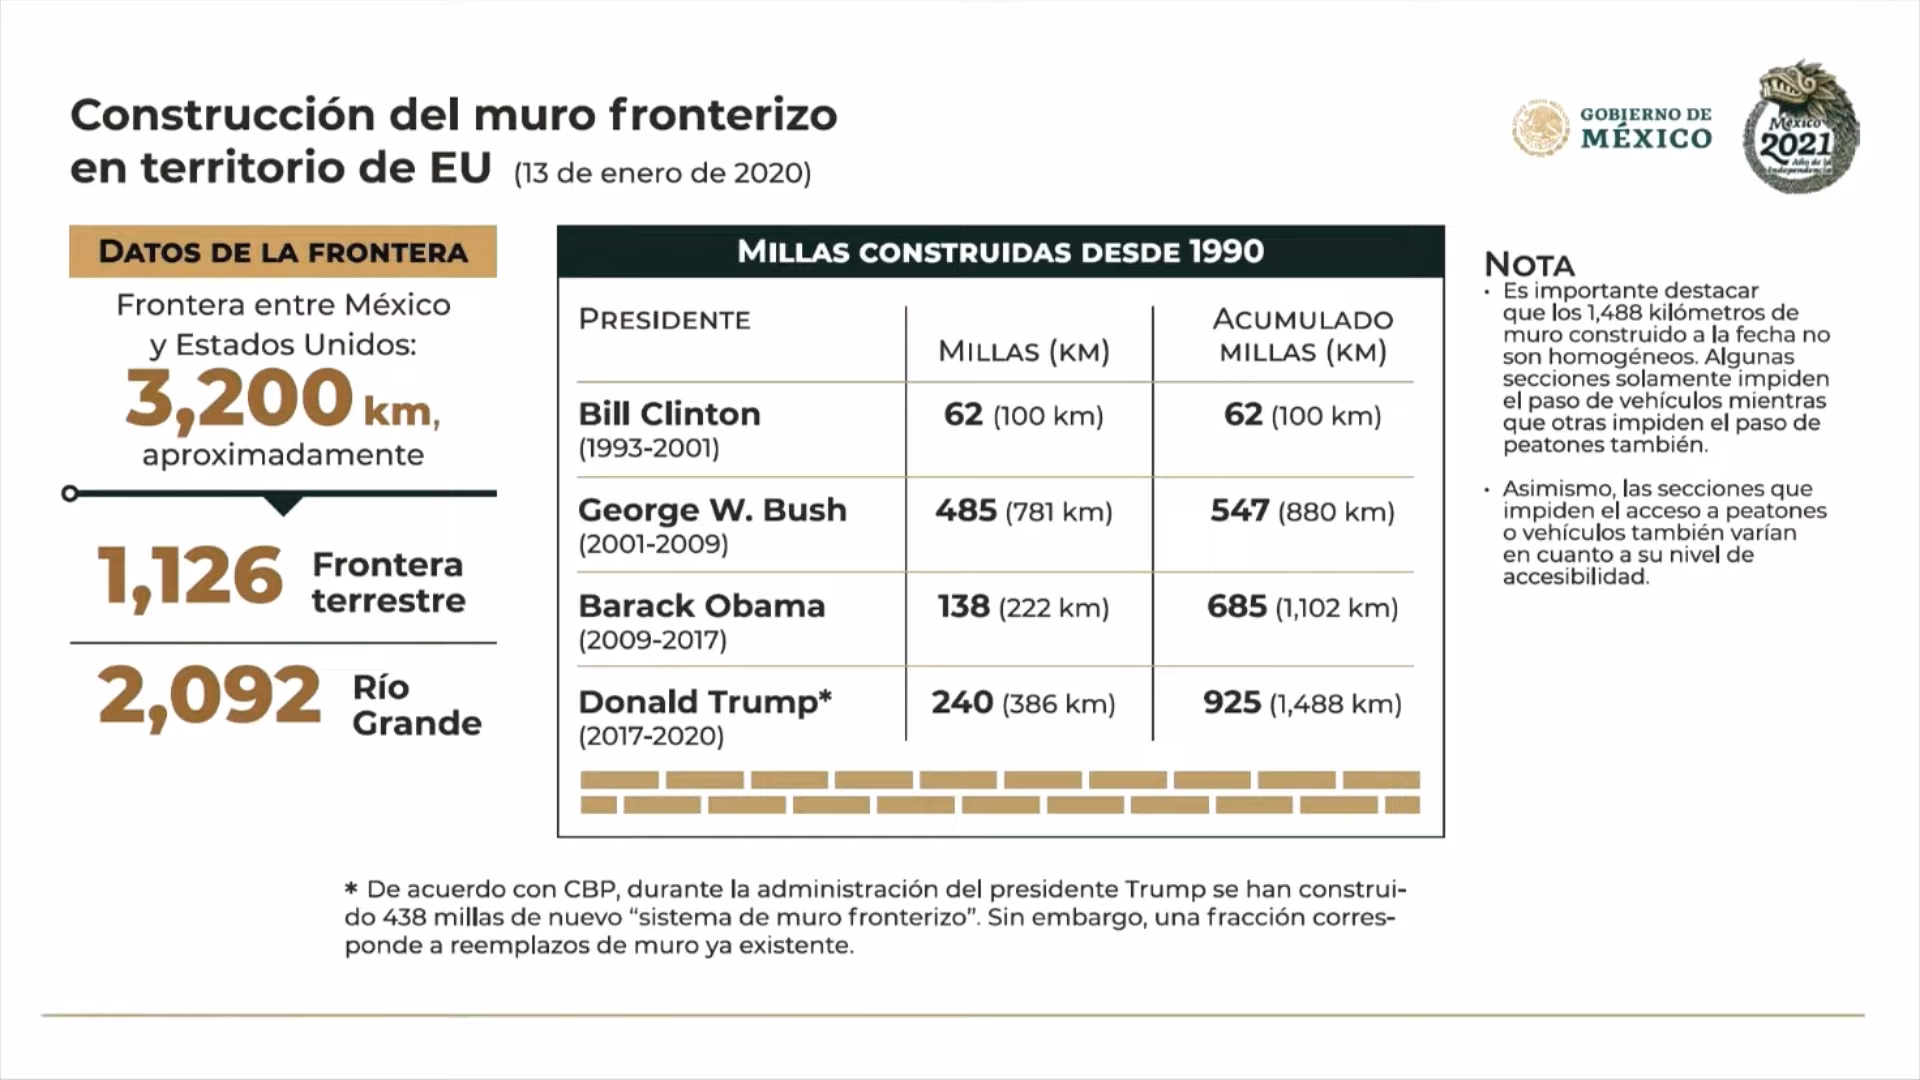 Construcción del muro fronterizo
en territorio de EU (13 de enero de 2020)
GOBIERNO DE
MÉXICO
México
2021
Año de la
Independencia
DATOS DE LA FRONTERA
Frontera entre México
y Estados Unidos:
3,200 km,
aproximadamente
1,126 Frontera
terrestre
2,092 Río
Grande
MILLAS CONSTRUIDAS DESDE 1990
PRESIDENTE
MILLAS (KM)
ACUMULADO
MILLAS (KM)
Bill Clinton
(1993-2001)
62 (100 km)
62 (100 km)
George W. Bush
(2001-2009)
485 (781 km)
547 (880 km)
Barack Obama
(2009-2017)
138 (222 km)
685 (1,102 km)
Donald Trump*
(2017-2020)
240 (386 km)
925 (1,488 km)
NOTA
• Es importante destacar
que los 1,488 kilómetros de
muro construido a la fecha no
son homogéneos. Algunas
secciones solamente impiden
el paso de vehículos mientras
que otras impiden el paso de
peatones también.
• Asimismo, las secciones que
impiden el acceso a peatones
o vehículos también varían
en cuanto a su nivel de
accesibilidad.
* De acuerdo con CBP, durante la administración del presidente Trump se han construi-
do 438 millas de nuevo “sistema de muro fronterizo”. Sin embargo, una fracción corres-
ponde a reemplazos de muro ya existente.